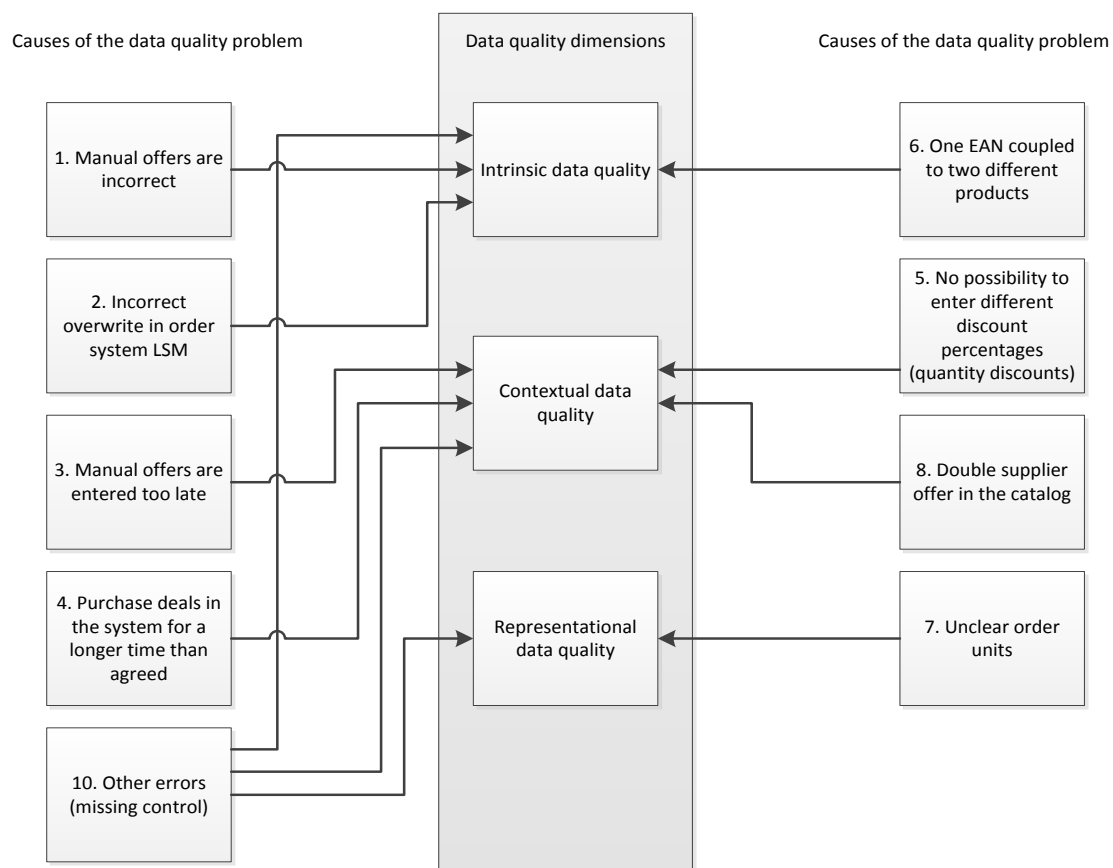 Causes of the data quality problem
Data quality dimensions
Causes of the data quality problem
1. Manual offers are
incorrect
2. Incorrect
overwrite in order
system LSM
3. Manual offers are
entered too late
4. Purchase deals in
the system for a
longer time than
agreed
10. Other errors
(missing control)
Intrinsic data quality
Contextual data
quality
Representational
data quality
6. One EAN coupled
to two different
products
5. No possibility to
enter different
discount
percentages
(quantity discounts)
8. Double supplier
offer in the catalog
7. Unclear order
units